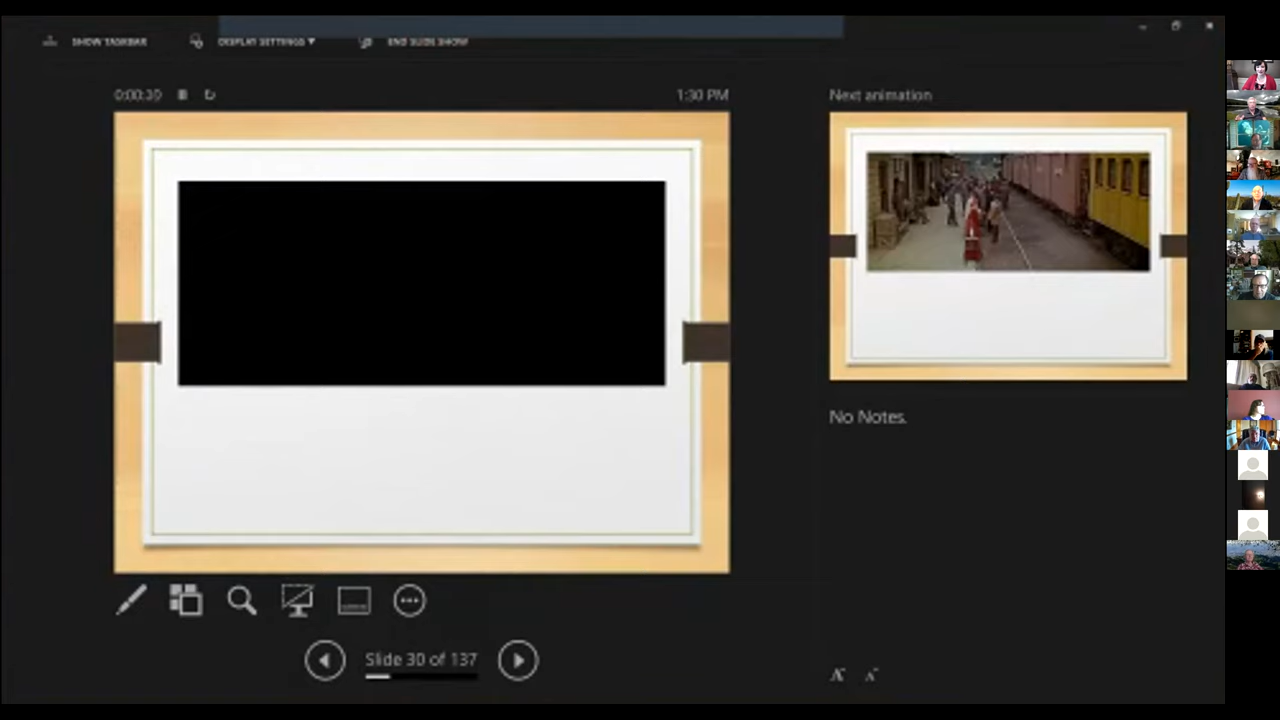 SHOW TASKBAR DISPLAY SETTINGS ▼ END SLIDE SHOW
0:00:39 1:30 PM
Next animation
No Notes.
Slide 30 of 137
A A